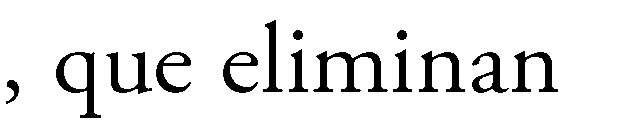 , que eliminan